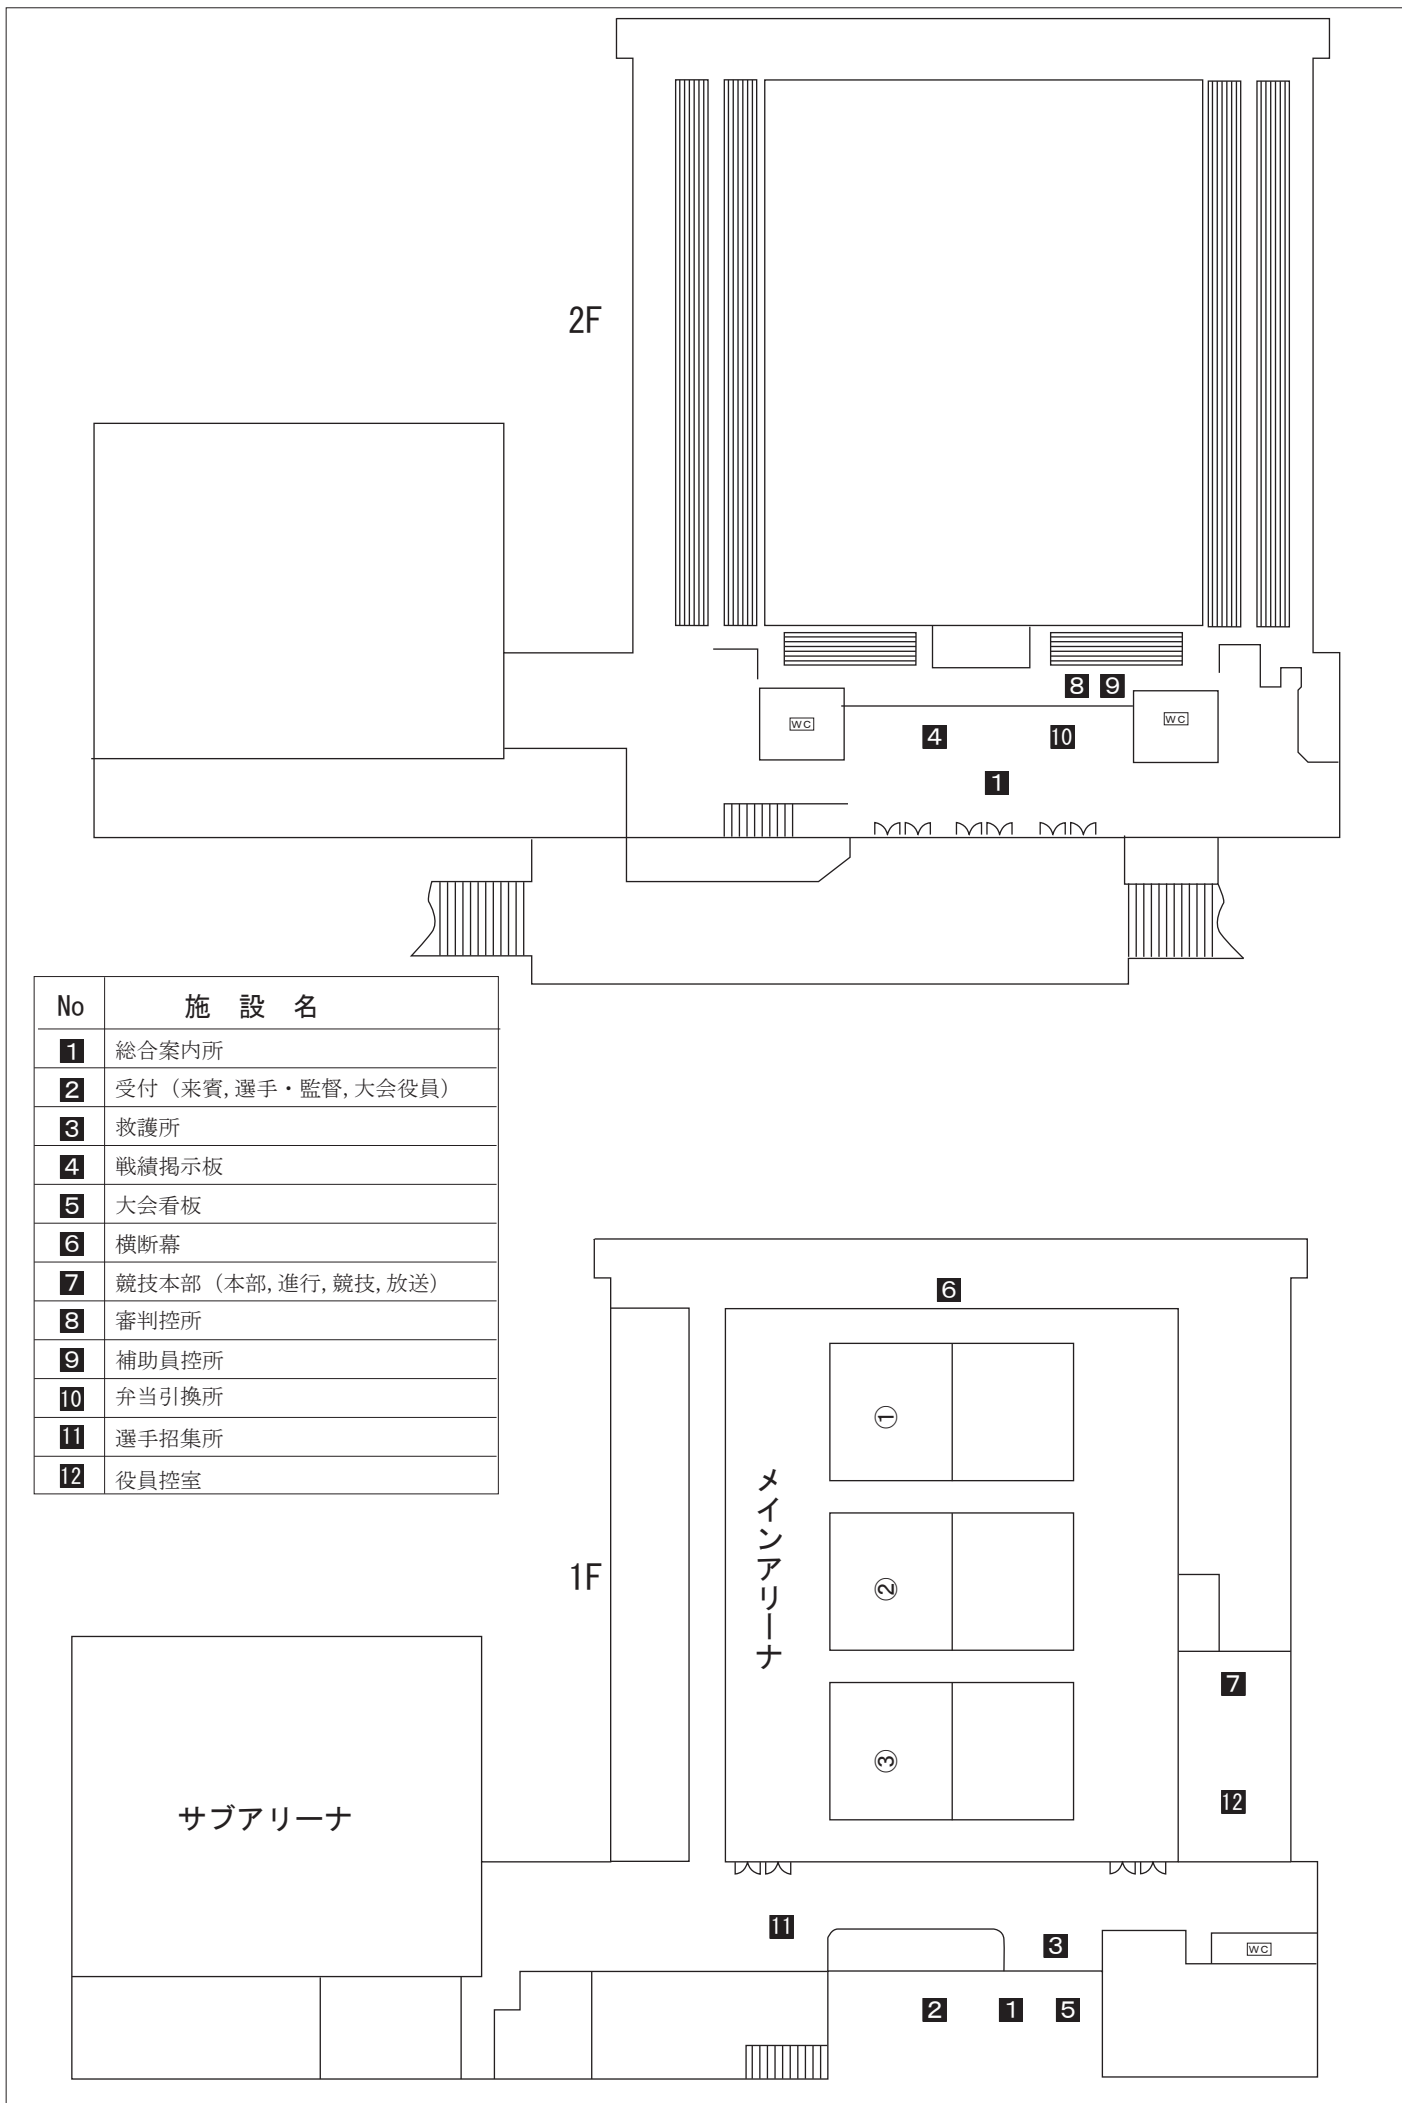 2F
8 9
WC
WC
4
10
1
No 施設名
1 総合案内所
2 受付（来賓,選手・監督,大会役員）
3 救護所
4 戦績掲示板
5 大会看板
6 横断幕
7 競技本部（本部,進行,競技,放送）
8 審判控所
9 補助員控所
10 弁当引換所
11 選手招集所
12 役員控室
6
①
メインアリーナ
1F
②
7
③
12
サブアリーナ
11
3
WC
2
1
5